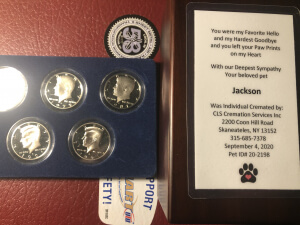 You were my Favorite Hello
and my Hardest Goodbye
and you left your Paw Prints
on my Heart
With our Deepest Sympathy
Your beloved pet
Jackson
Was Individual Cremated by:
CLS Cremation Services Inc
2200 Coon Hill Road
Skaneateles, NY 13152
315-685-7378
September 4, 2020
Pet ID# 20-2198
SUPPORT